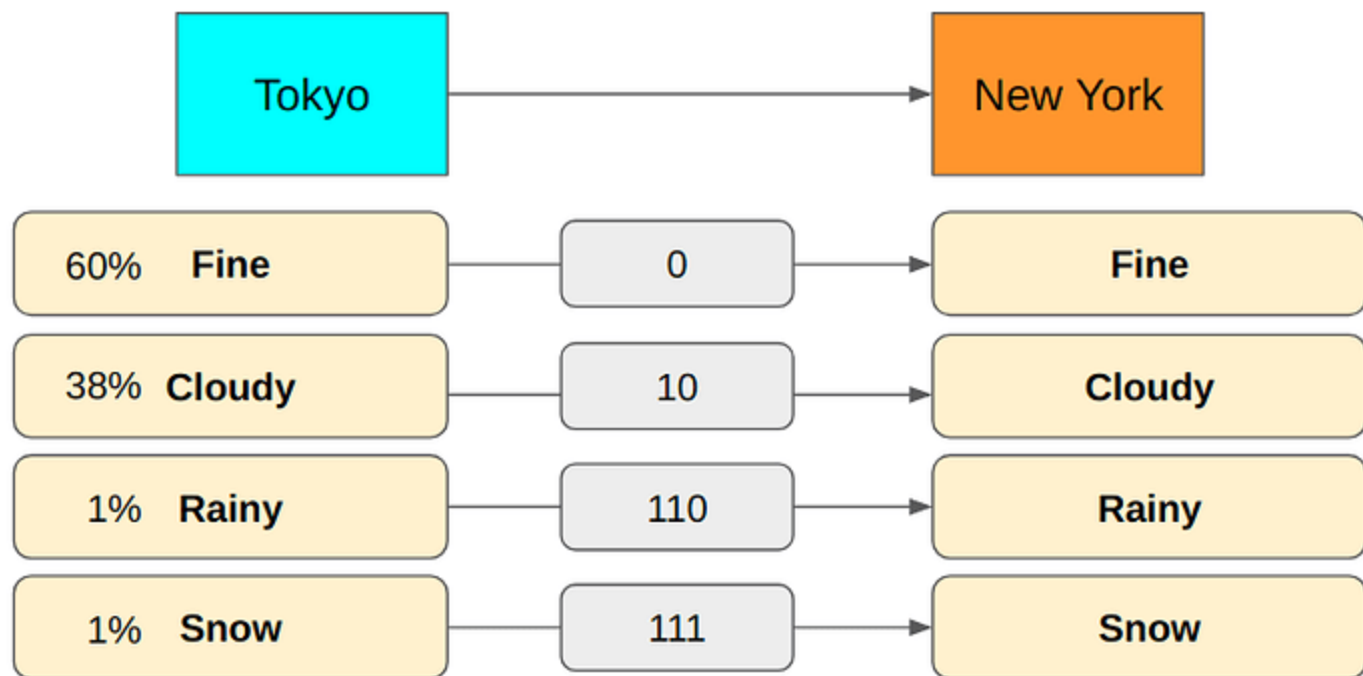 Tokyo
New York
60% Fine
0
Fine
38% Cloudy
10
Cloudy
1% Rainy
110
Rainy
1% Snow
111
Snow